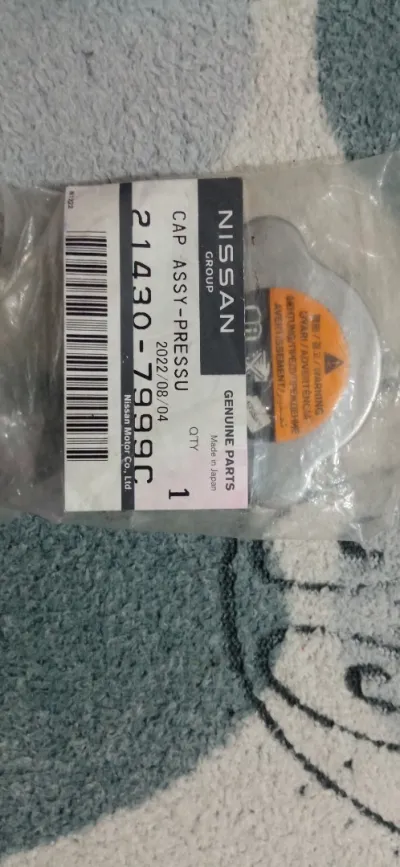 NISSAN
GROUP
GENUINE PARTS
Made in Japan
CAP ASSY-PRESSU
2022/08/04
QTY
1
21430-7999C
Nissan Motor Co., Ltd
WARNING